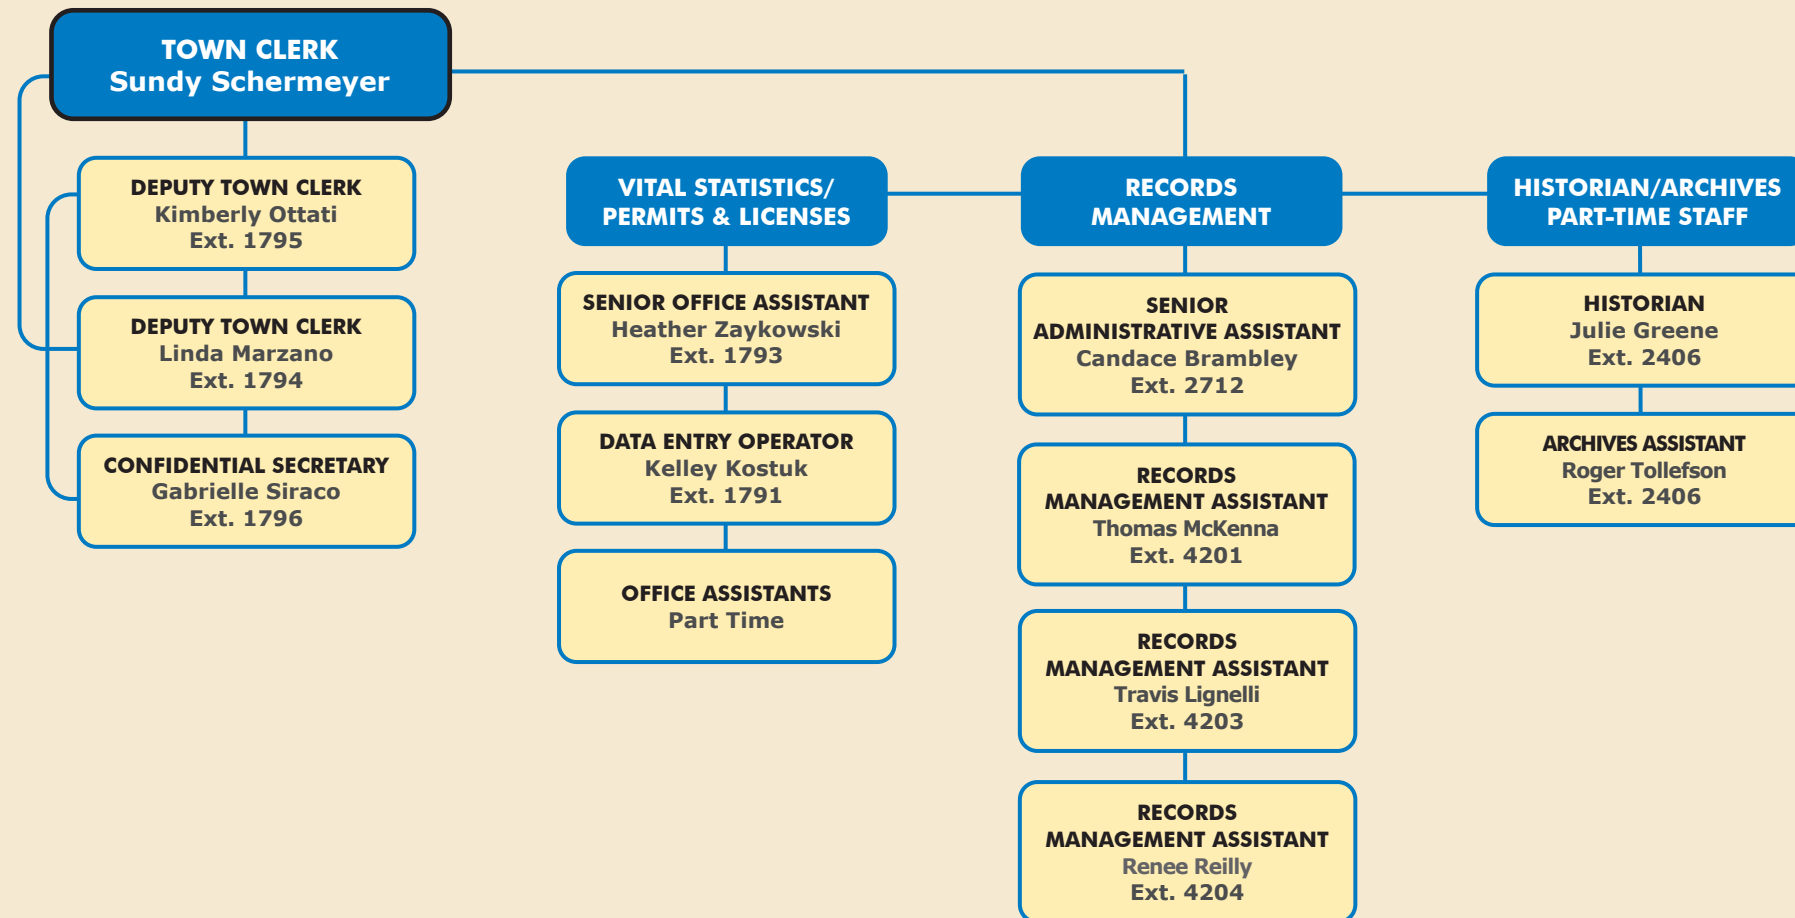 TOWN CLERK
Sundy Schermeyer
DEPUTY TOWN CLERK
Kimberly Ottati
Ext. 1795
DEPUTY TOWN CLERK
Linda Marzano
Ext. 1794
CONFIDENTIAL SECRETARY
Gabrielle Siraco
Ext. 1796
VITAL STATISTICS/
PERMITS & LICENSES
SENIOR OFFICE ASSISTANT
Heather Zaykowski
Ext. 1793
DATA ENTRY OPERATOR
Kelley Kostuk
Ext. 1791
OFFICE ASSISTANTS
Part Time
RECORDS
MANAGEMENT
SENIOR
ADMINISTRATIVE ASSISTANT
Candace Brambley
Ext. 2712
RECORDS
MANAGEMENT ASSISTANT
Thomas McKenna
Ext. 4201
RECORDS
MANAGEMENT ASSISTANT
Travis Lignelli
Ext. 4203
RECORDS
MANAGEMENT ASSISTANT
Renee Reilly
Ext. 4204
HISTORIAN/ARCHIVES
PART-TIME STAFF
HISTORIAN
Julie Greene
Ext. 2406
ARCHIVES ASSISTANT
Roger Tollefson
Ext. 2406